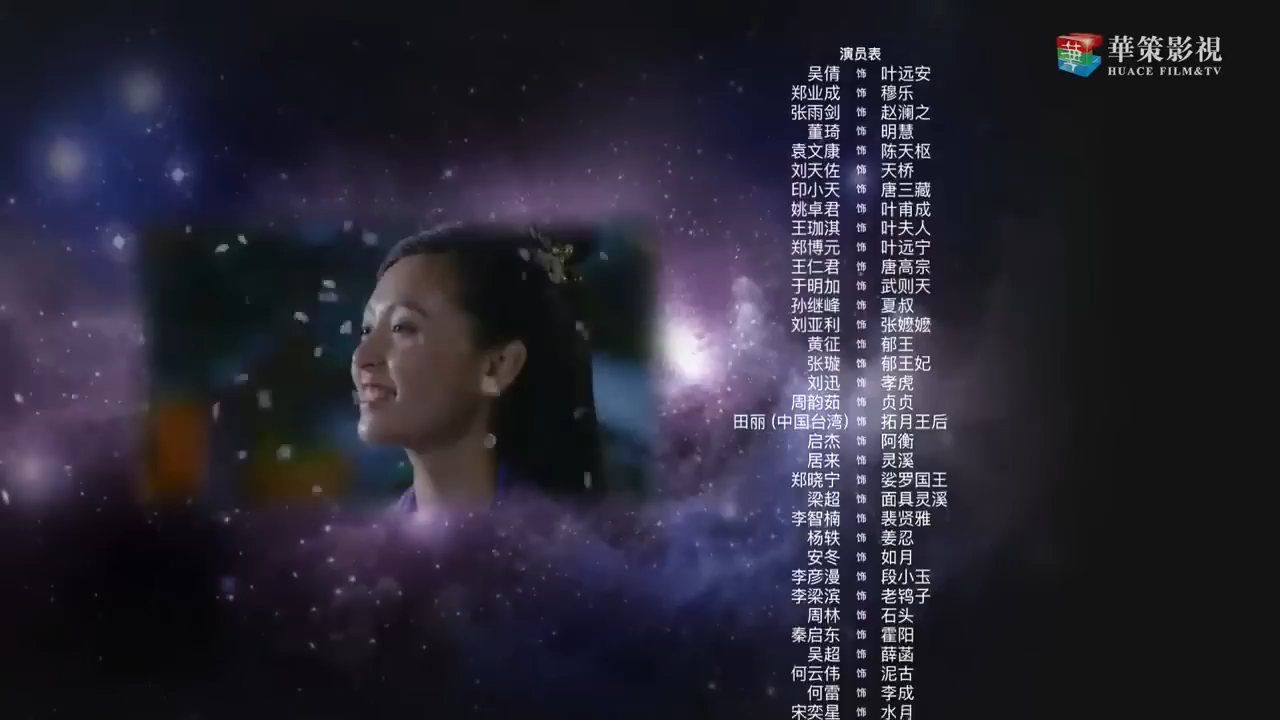 華策影視
HUACE FILM&TV
演员表
吴倩 饰 叶远安
郑业成 饰 穆乐
张雨剑 饰 赵澜之
董琦 饰 明慧
袁文康 饰 陈天枢
刘天佐 饰 天桥
印小天 饰 唐三藏
姚卓君 饰 叶甫成
王珈淇 饰 叶夫人
郑博元 饰 叶远宁
王仁君 饰 唐高宗
于明加 饰 武则天
孙继峰 饰 夏叔
刘亚利 饰 张嬷嬷
黄征 饰 郁王
张璇 饰 郁王妃
刘迅 饰 孝虎
周韵茹 饰 贞贞
田丽 (中国台湾) 饰 拓月王后
启杰 饰 阿衡
居来 饰 灵溪
郑晓宁 饰 娑罗国王
梁超 饰 面具灵溪
李智楠 饰 裴贤雅
杨轶 饰 姜忍
安冬 饰 如月
李彦漫 饰 段小玉
李梁滨 饰 老鸨子
周林 饰 石头
秦启东 饰 霍阳
吴超 饰 薛菡
何云伟 饰 泥古
何雷 饰 李成
宋奕星 饰 水月